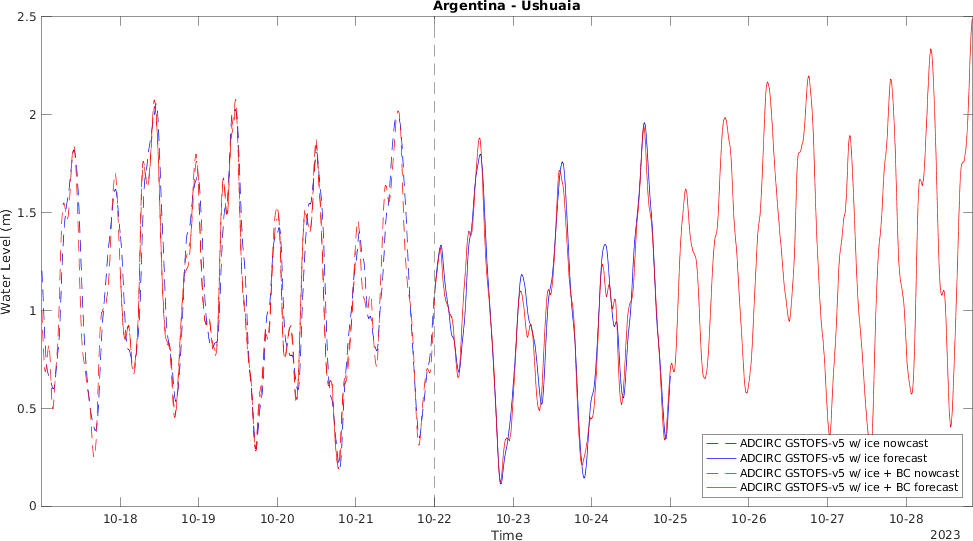 Argentina - Ushuaia
2.5
2
1.5
1
0.5
0
Water Level (m)
10-18
10-19
10-20
10-21
10-22
10-23
10-24
10-25
10-26
10-27
10-28
2023
Time
ADCIRC GSTOFS-v5 w/ ice nowcast
ADCIRC GSTOFS-v5 w/ ice forecast
ADCIRC GSTOFS-v5 w/ ice + BC nowcast
ADCIRC GSTOFS-v5 w/ ice + BC forecast